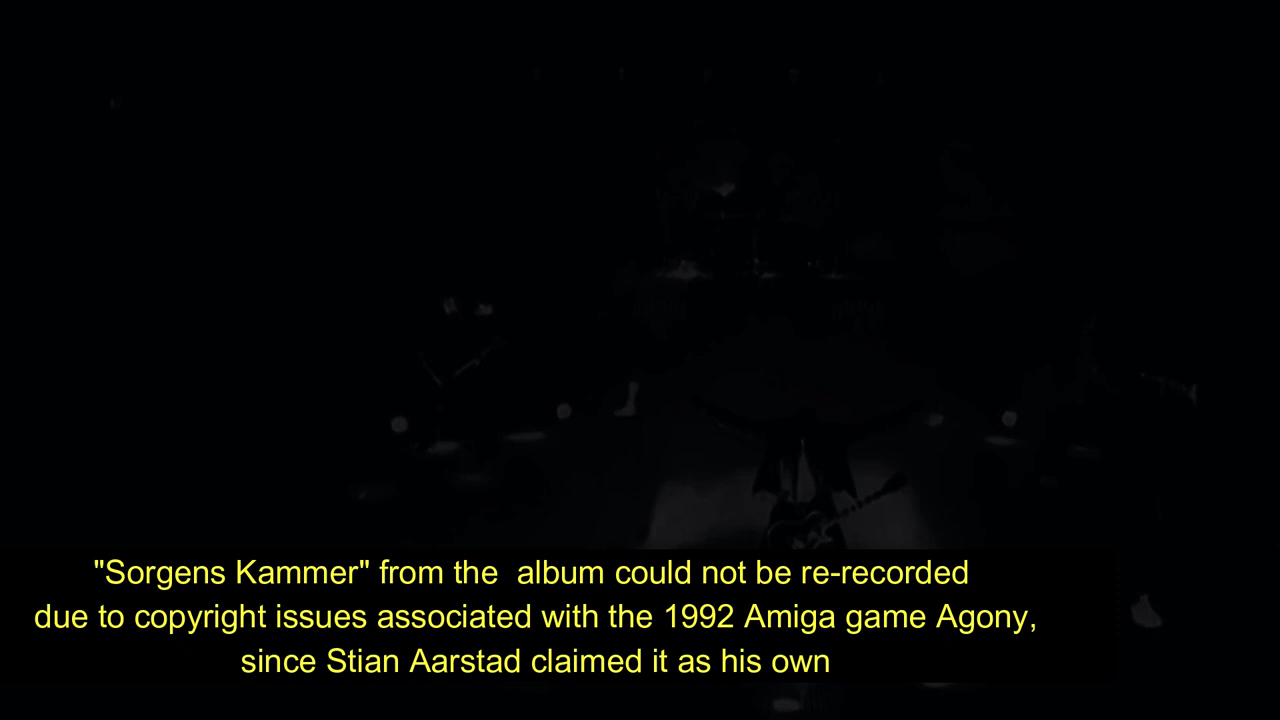 "Sorgens Kammer" from the  album could not be re-recorded
due to copyright issues associated with the 1992 Amiga game Agony,
since Stian Aarstad claimed it as his own